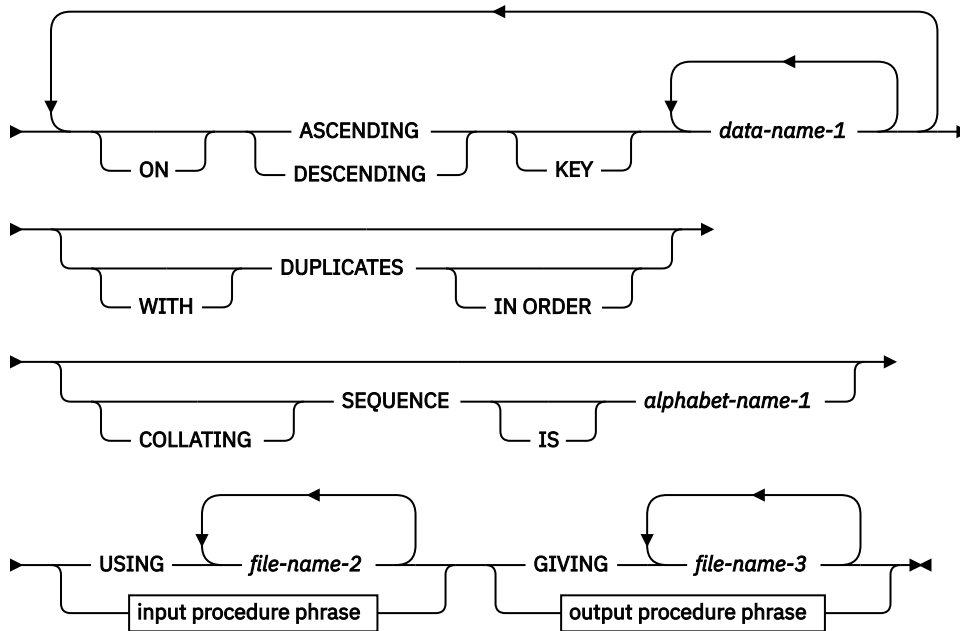 ASCENDING data-name-1
ON DESCENDING KEY
DUPLICATES
WITH IN ORDER
SEQUENCE alphabet-name-1
COLLATING IS
USING file-name-2 GIVING file-name-3
input procedure phrase output procedure phrase